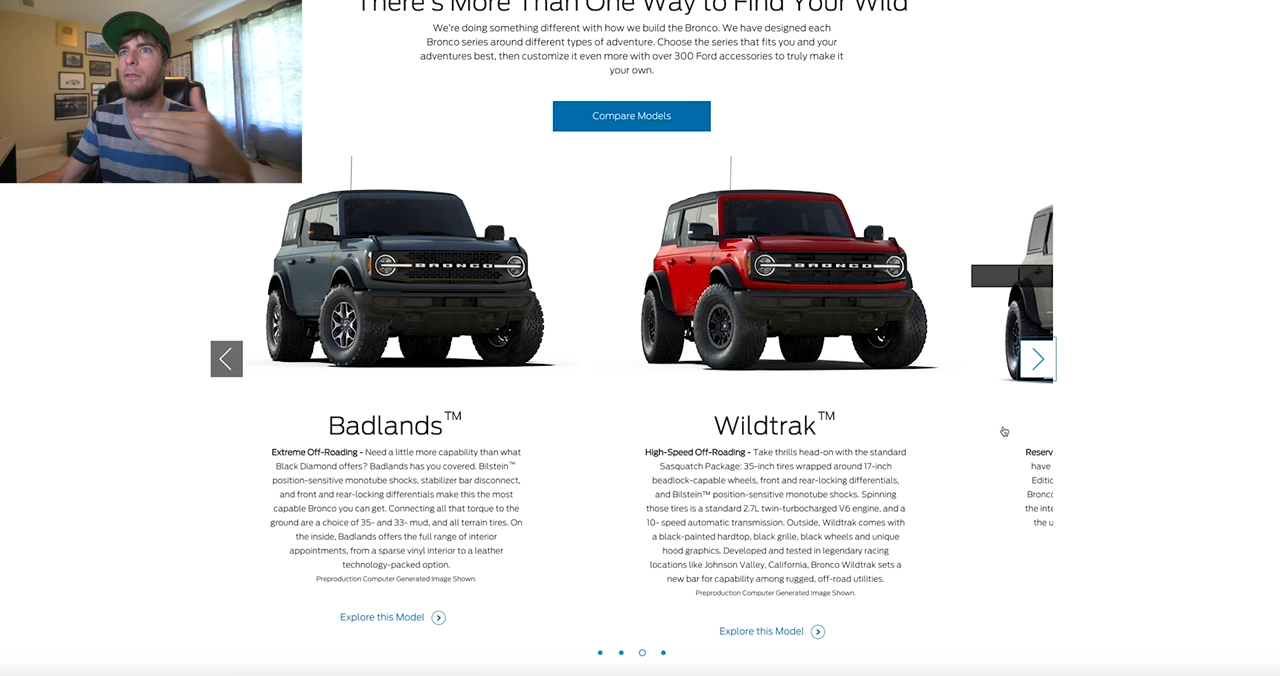 There's More Than One Way to Find Your Wild
We're doing something different with how we build the Bronco. We have designed each
Bronco series around different types of adventure. Choose the series that fits you and your
adventures best, then customize it even more with over 300 Ford accessories to truly make it
your own.
Compare Models
BRONCO
BRONCO
Badlands™
Extreme Off-Roading - Need a little more capability than what
Black Diamond offers? Badlands has you covered. Bilstein™
position-sensitive monotube shocks, stabilizer bar disconnect,
and front and rear-locking differentials make this the most
capable Bronco you can get. Connecting all that torque to the
ground are a choice of 35- and 33- mud, and all terrain tires. On
the inside, Badlands offers the full range of interior
appointments, from a sparse vinyl interior to a leather
technology-packed option.
Preproduction Computer Generated Image Shown.
Explore this Model
Wildtrak™
High-Speed Off-Roading - Take thrills head-on with the standard
Sasquatch Package: 35-inch tires wrapped around 17-inch
beadlock-capable wheels, front and rear-locking differentials,
and Bilstein™ position-sensitive monotube shocks. Spinning
those tires is a standard 2.7L twin-turbocharged V6 engine, and a
10- speed automatic transmission. Outside, Wildtrak comes with
a black-painted hardtop, black grille, black wheels and unique
hood graphics. Developed and tested in legendary racing
locations like Johnson Valley, California, Bronco Wildtrak sets a
new bar for capability among rugged, off-road utilities.
Preproduction Computer Generated Image Shown.
Explore this Model
Reserv
have
Editic
Bronc
the inte
the u